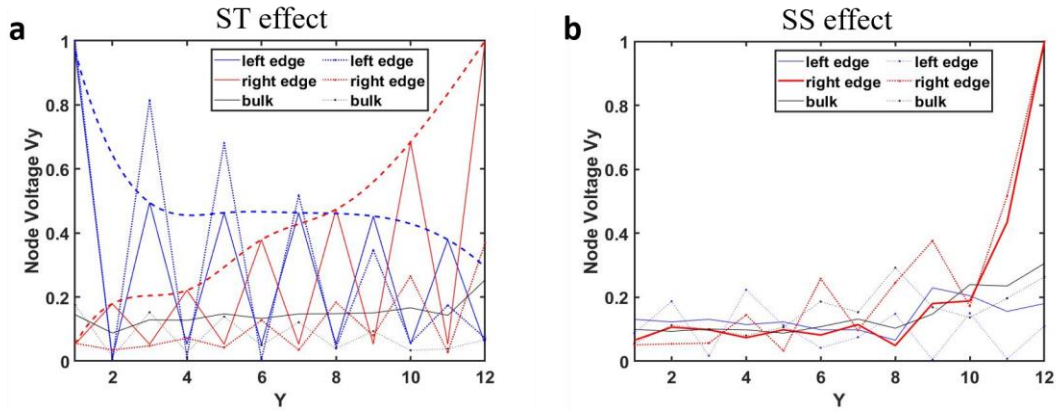 ST effect
SS effect
a
b
left edge left edge
right edge right edge
bulk bulk
left edge left edge
right edge right edge
bulk bulk
Node Voltage Vy
1
0.8
0.6
0.4
0.2
0
2 4 6 8 10 12
Y
Node Voltage Vy
1
0.8
0.6
0.4
0.2
0
2 4 6 8 10 12
Y